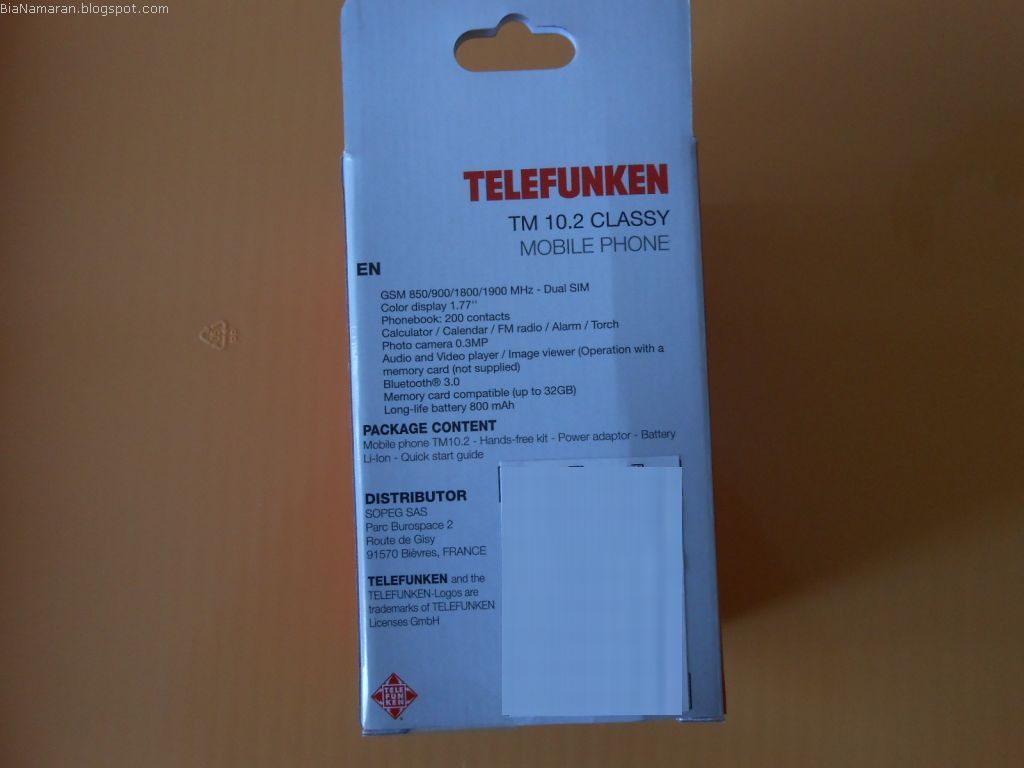 BiaNamaran.blogspot.com
TELEFUNKEN
TM 10.2 CLASSY
MOBILE PHONE
EN
GSM 850/900/1800/1900 MHz - Dual SIM
Color display 1.77''
Phonebook: 200 contacts
Calculator / Calendar / FM radio / Alarm / Torch
Photo camera 0.3MP
Audio and Video player / Image viewer (Operation with a
memory card (not supplied)
Bluetooth® 3.0
Memory card compatible (up to 32GB)
Long-life battery 800 mAh
PACKAGE CONTENT
Mobile phone TM10.2 - Hands-free kit - Power adaptor - Battery
Li-Ion - Quick start guide
DISTRIBUTOR
SOPEG SAS
Parc Burospace 2
Route de Gisy
91570 Bièvres, FRANCE
TELEFUNKEN and the
TELEFUNKEN-Logos are
trademarks of TELEFUNKEN
Licenses GmbH
TELE
FUN
KEN